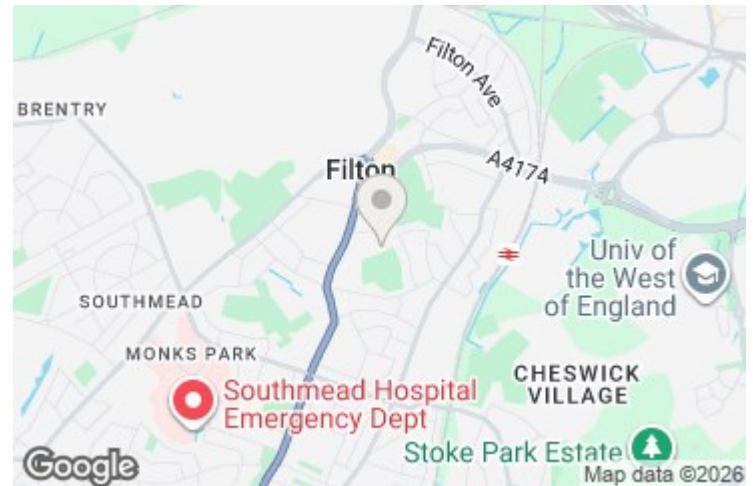 Filton Ave
BRENTRY
Filton
A4174
Univ of
the West
of England
SOUTHMEAD
MONKS PARK
CHESWICK
VILLAGE
Southmead Hospital
Emergency Dept
Stoke Park Estate
Google
Map data ©2026